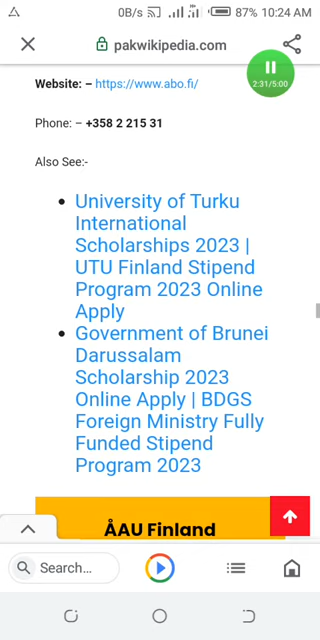 0B/s 87% 10:24 AM
pakwikipedia.com
Website: – https://www.abo.fi/
2:31/5:00
Phone: – +358 2 215 31
Also See:-
University of Turku
International
Scholarships 2023 |
UTU Finland Stipend
Program 2023 Online
Apply
Government of Brunei
Darussalam
Scholarship 2023
Online Apply | BDGS
Foreign Ministry Fully
Funded Stipend
Program 2023
ÅAU Finland
Search...